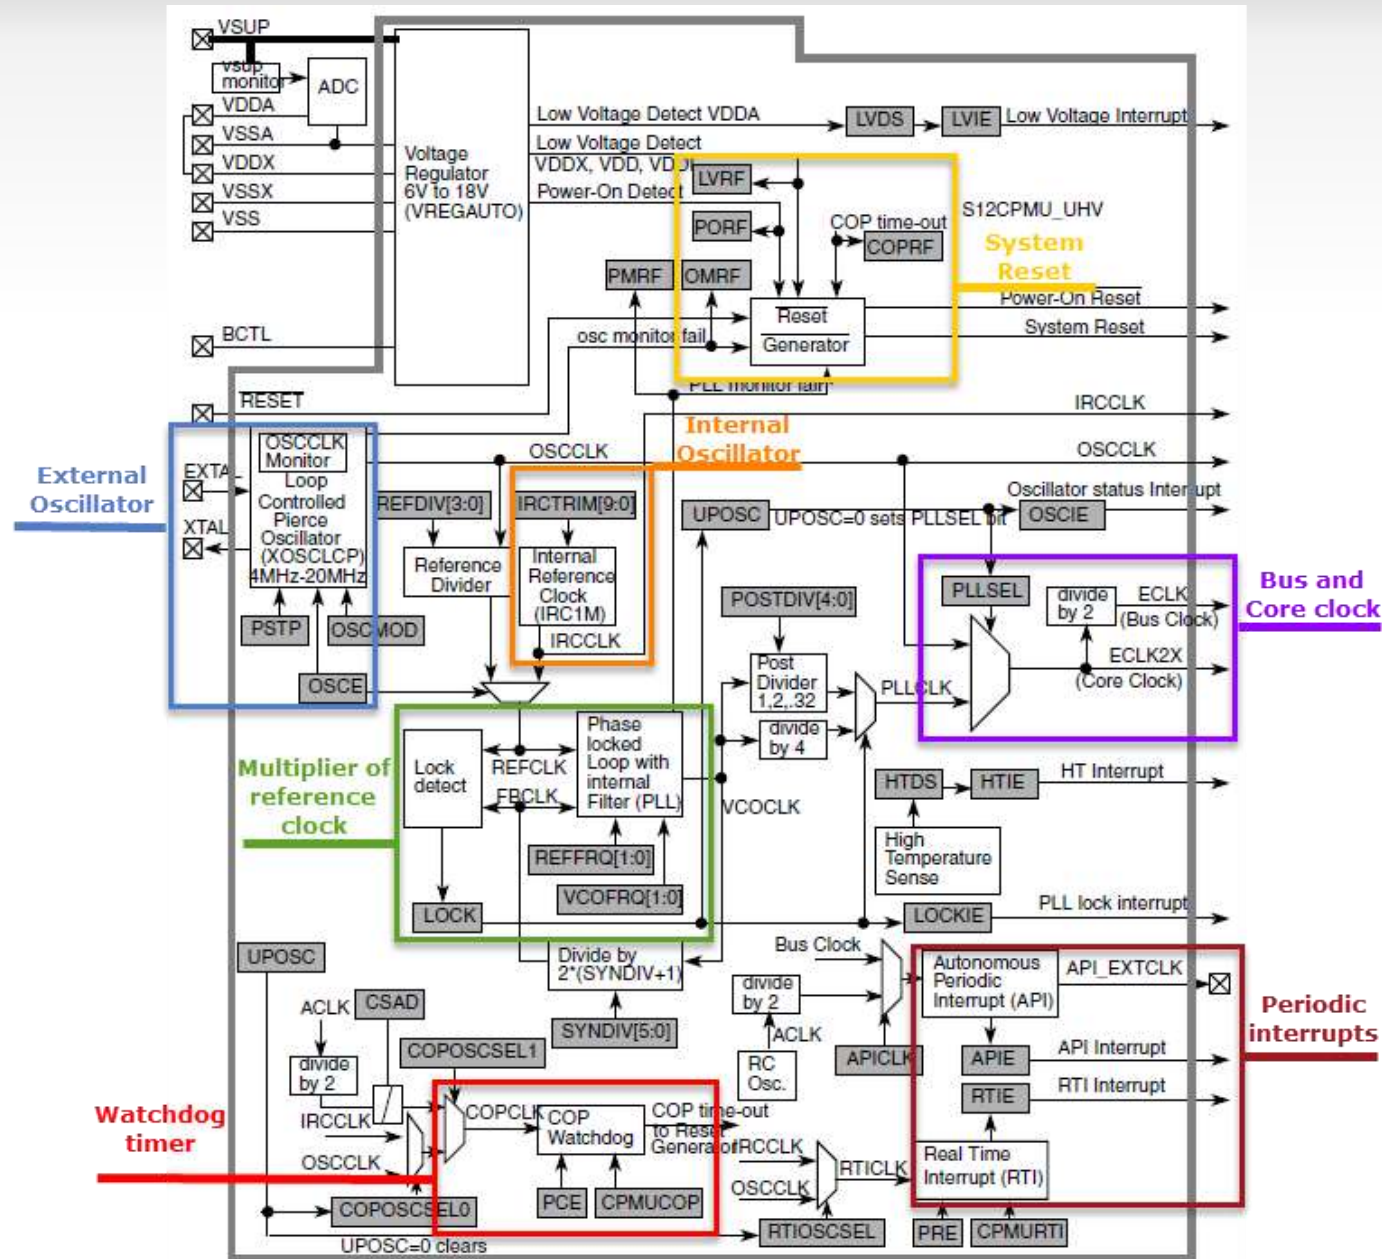 VSUP
vsup
monitor
ADC
VDDA
VSSA
VDDX
VSSX
VSS
BCTL
Voltage
Regulator
6V to 18V
(VREGAUTO)
Low Voltage Detect VDDA
LVDS
LVIE
Low Voltage Interrupt
Low Voltage Detect
VDDX, VDD, VDDF
Power-On Detect
LVRF
PORF
COP time-out
COPRF
S12CPMU_UHV
System
Reset
PMRF
OMRF
Reset
Generator
Power-On Reset
System Reset
osc monitor fail
PLL monitor fail
RESET
IRCCLK
OSCCLK
Monitor
Loop
Controlled
Pierce
Oscillator
(XOSCLCP)
4MHz-20MHz
External
Oscillator
EXTAL
XTAL
PSTP
OSCMOD
OSCE
OSCCLK
Internal
Oscillator
OSCCLK
REFDIV[3:0]
IRCTRIM[9:0]
Reference
Divider
Internal
Reference
Clock
(IRC1M)
IRCCLK
UPOSC
UPOSC=0 sets PLLSEL bit
Oscillator status Interrupt
OSCIE
POSTDIV[4:0]
Post
Divider
1,2,.32
divide
by 4
PLLCLK
PLLSEL
divide
by 2
ECLK
(Bus Clock)
ECLK2X
(Core Clock)
Bus and
Core clock
Multiplier of
reference
clock
Lock
detect
REFCLK
FBCLK
Phase
locked
Loop with
internal
Filter (PLL)
VCOCLK
REFFRQ[1:0]
VCOFRQ[1:0]
LOCK
HTDS
HTIE
HT Interrupt
High
Temperature
Sense
LOCKIE
PLL lock interrupt
Divide by
2*(SYNDIV+1)
SYNDIV[5:0]
UPOSC
Bus Clock
divide
by 2
ACLK
RC
Osc.
APICLK
Autonomous
Periodic
Interrupt (API)
API_EXTCLK
APIE
API Interrupt
RTIE
RTI Interrupt
Real Time
Interrupt (RTI)
Periodic
interrupts
ACLK
CSAD
divide
by 2
COPOSCSEL1
IRCCLK
OSCCLK
COPCLK
COP
Watchdog
COP time-out
to Reset
Generator
PCE
CPMUCOP
Watchdog
timer
COPOSCSEL0
UPOSC=0 clears
IRCCLK
OSCCLK
RTICLK
RTIOSCSEL
PRE
CPMURTI